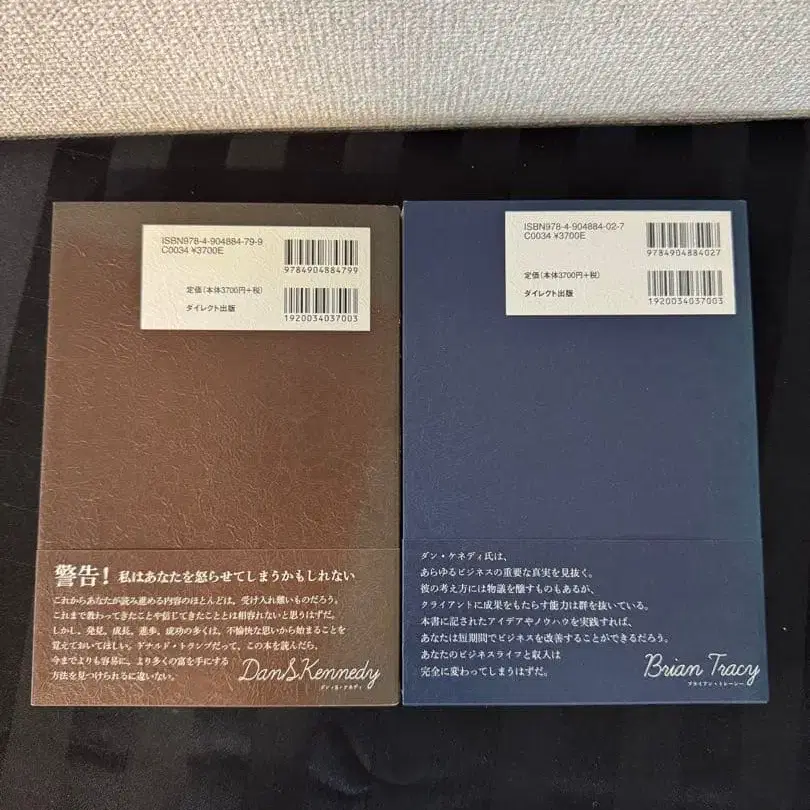 ISBN978-4-904884-79-9
C0034 ¥3700E
9784904884799
定価(本体3700円+税)
ダイレクト出版
1920034037003
警告! 私はあなたを怒らせてしまうかもしれない
これからあなたが読み進める内容のほとんどは、受け入れ難いものだろう。
これまで教わってきたことや信じてきたこととは相容れないと思うはずだ。
しかし、発見、成長、進歩、成功の多くは、不愉快な思いから始まることを
覚えておいてほしい。ドナルド・トランプだって、この本を読んだら、
今までよりも容易に、より多くの富を手にする
方法を見つけられるに違いない。
Dan S. Kennedy
ダン・S・ケネディ
ISBN978-4-904884-02-7
C0034 ¥3700E
9784904884027
定価(本体3700円+税)
ダイレクト出版
1920034037003
ダン・ケネディ氏は、
あらゆるビジネスの重要な真実を見抜く。
彼の考え方には物議を醸すものもあるが、
クライアントに成果をもたらす能力は群を抜いている。
本書に記されたアイデアやノウハウを実践すれば、
あなたは短期間でビジネスを改善することができるだろう。
あなたのビジネスライフと収入は
完全に変わってしまうはずだ。
Brian Tracy
ブライアン・トレーシー